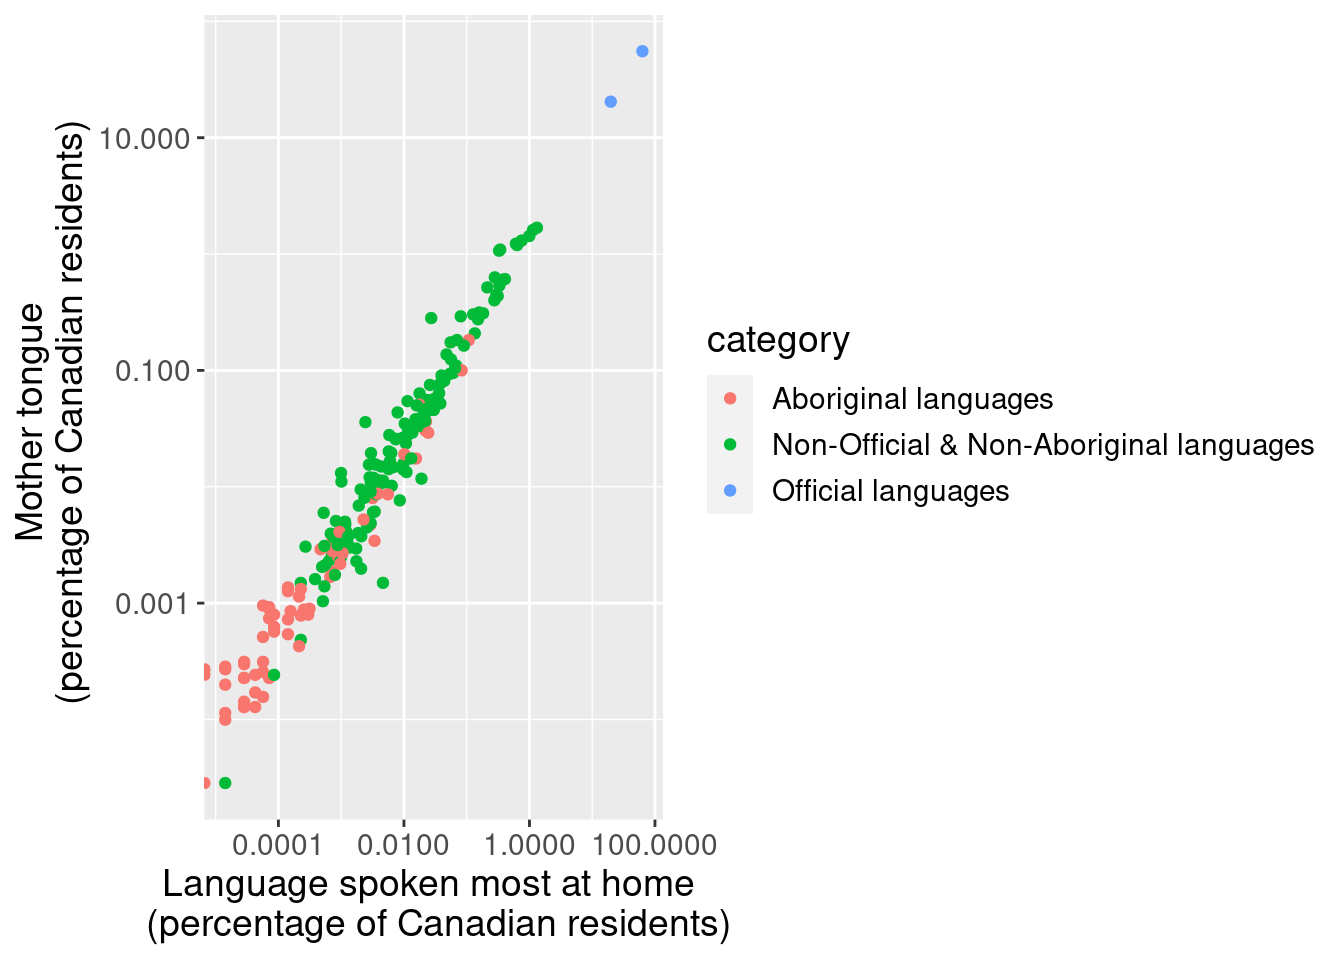 10.000
0.100
0.001
Mother tongue
(percentage of Canadian residents)
0.0001 0.0100 1.0000 100.0000
Language spoken most at home
(percentage of Canadian residents)
category
Aboriginal languages
Non-Official & Non-Aboriginal languages
Official languages